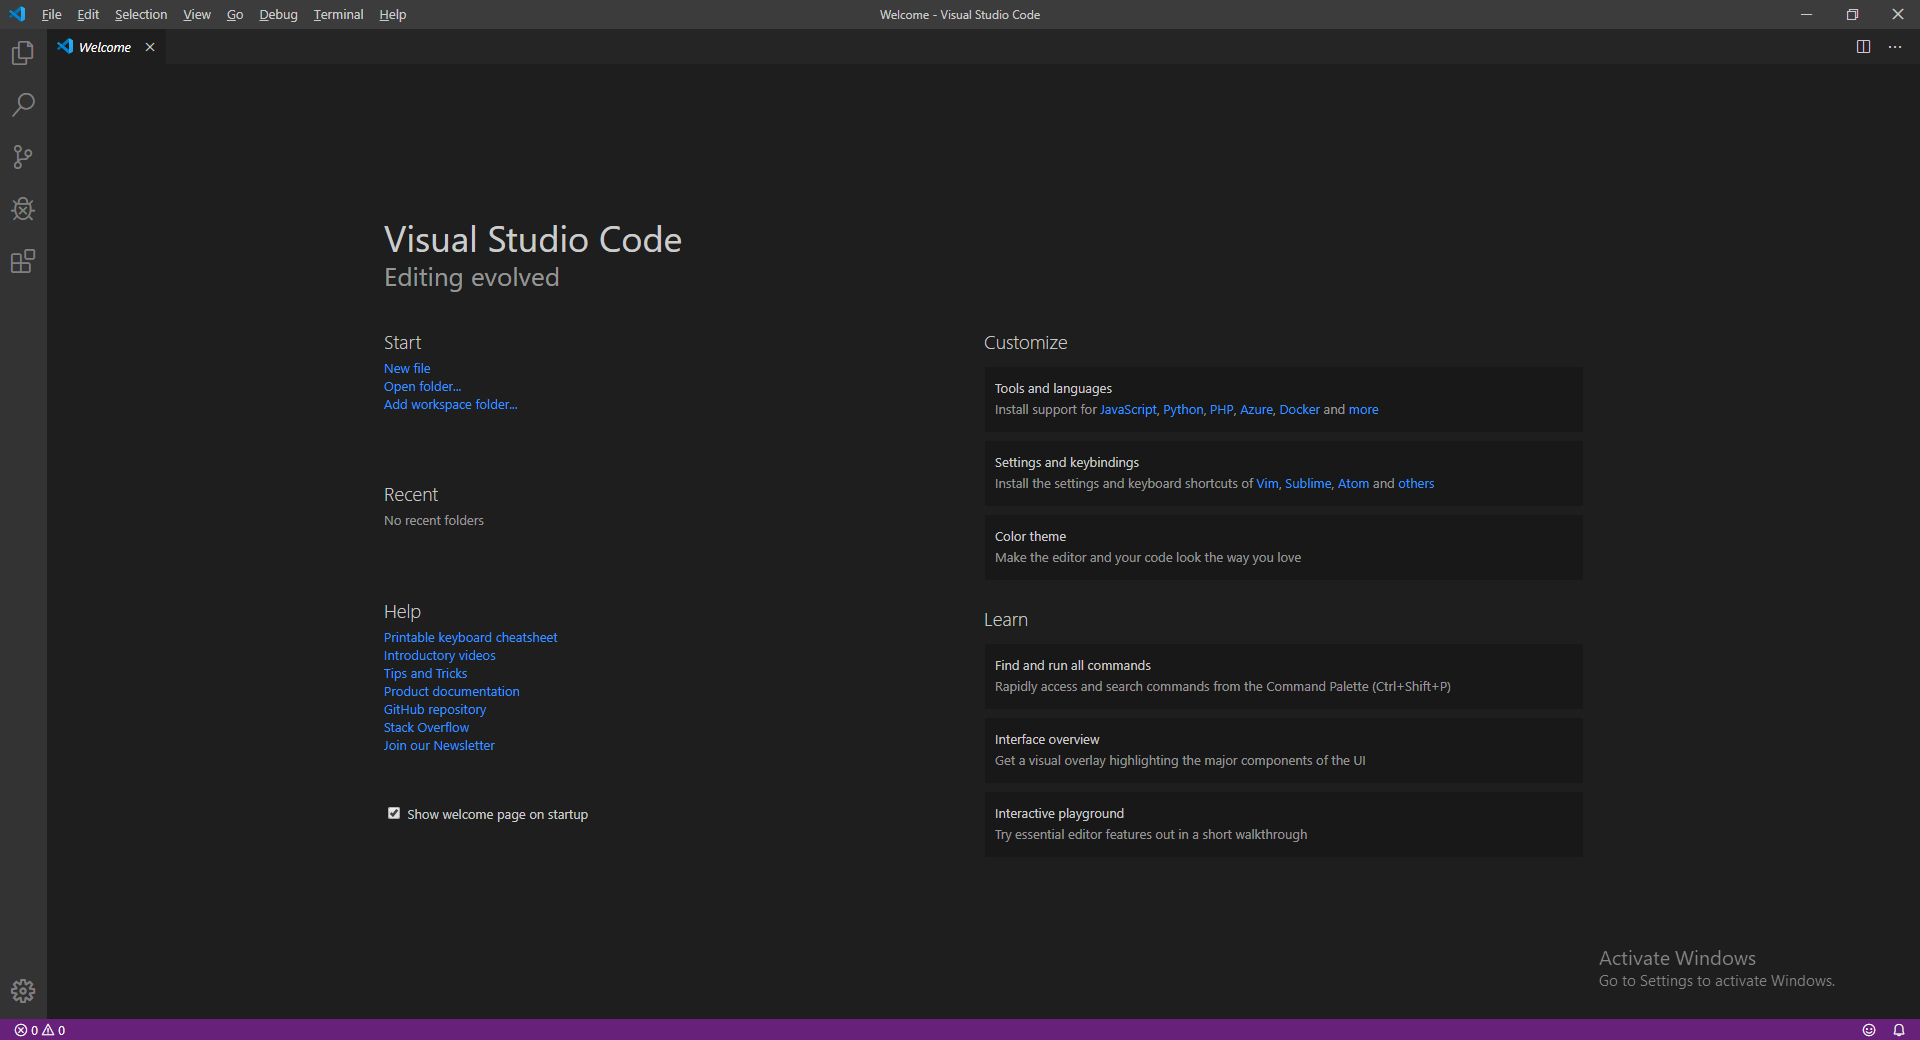 File Edit Selection View Go Debug Terminal Help
Welcome - Visual Studio Code
Welcome
Visual Studio Code
Editing evolved
Start
New file
Open folder...
Add workspace folder...
Recent
No recent folders
Help
Printable keyboard cheatsheet
Introductory videos
Tips and Tricks
Product documentation
GitHub repository
Stack Overflow
Join our Newsletter
Show welcome page on startup
Customize
Tools and languages
Install support for JavaScript, Python, PHP, Azure, Docker and more
Settings and keybindings
Install the settings and keyboard shortcuts of Vim, Sublime, Atom and others
Color theme
Make the editor and your code look the way you love
Learn
Find and run all commands
Rapidly access and search commands from the Command Palette (Ctrl+Shift+P)
Interface overview
Get a visual overlay highlighting the major components of the UI
Interactive playground
Try essential editor features out in a short walkthrough
Activate Windows
Go to Settings to activate Windows.
0 0